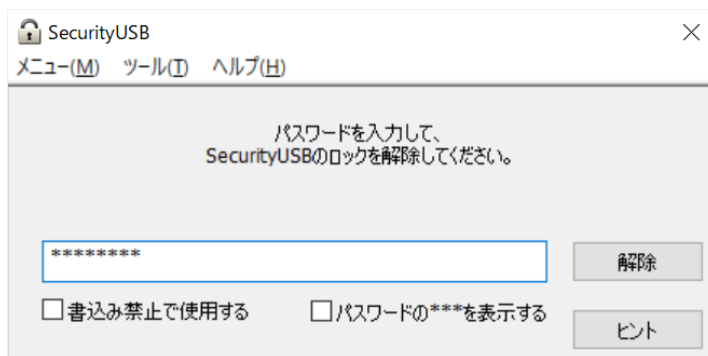 SecurityUSB
メニュー(M) ツール(T) ヘルプ(H)
パスワードを入力して、
SecurityUSBのロックを解除してください。
********
解除
書込み禁止で使用する
パスワードの***を表示する
ヒント